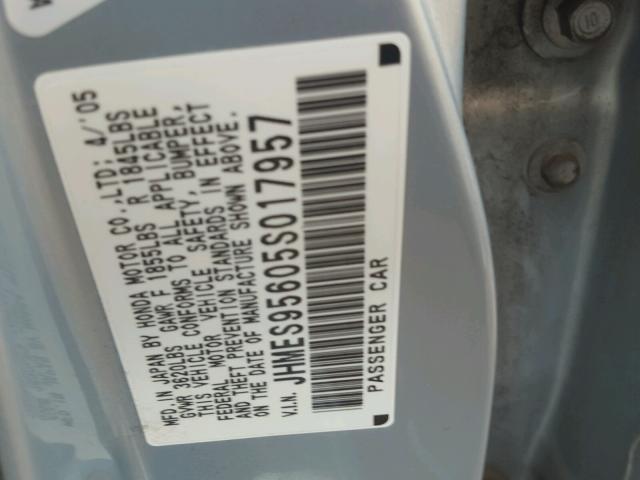 MFD. IN JAPAN BY HONDA MOTOR CO.,LTD; 4/'05
GVWR 3620LBS GAWR F 1855LBS R 1845LBS
THIS VEHICLE CONFORMS TO ALL APPLICABLE
FEDERAL MOTOR VEHICLE SAFETY, BUMPER,
AND THEFT PREVENTION STANDARDS IN EFFECT
ON THE DATE OF MANUFACTURE SHOWN ABOVE.
V.I.N. JHMES95605S017957
PASSENGER CAR
10